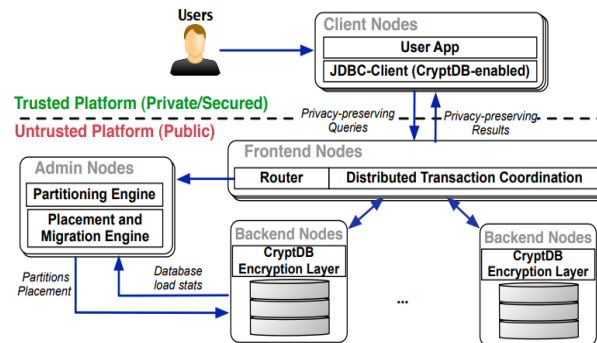 Users
Client Nodes
User App
JDBC-Client (CryptDB-enabled)
Trusted Platform (Private/Secured)
Untrusted Platform (Public)
Privacy-preserving
Queries
Privacy-preserving
Results
Frontend Nodes
Router
Distributed Transaction Coordination
Admin Nodes
Partitioning Engine
Placement and
Migration Engine
Partitions
Placement
Database
load stats
Backend Nodes
CryptDB
Encryption Layer
...
Backend Nodes
CryptDB
Encryption Layer